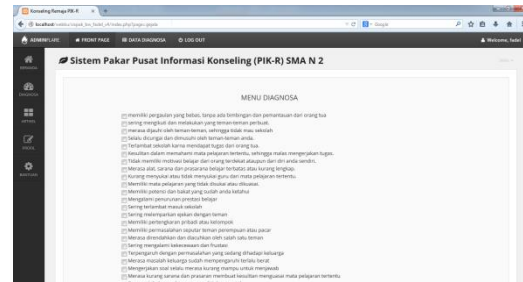 Konseling Remaja PIK-R
localhost
Google
ADMINFLARE
FRONT PAGE
DATA DIAGNOSA
LOG OUT
Welcome, fadel
Sistem Pakar Pusat Informasi Konseling (PIK-R) SMA N 2
BERANDA
DIAGNOSA
ARTIKEL
PROFIL
BANTUAN
MENU DIAGNOSA
memiliki pergaulan yang bebas, tanpa ada bimbingan dan pemantauan dari orang tua
sering mengikuti dan melakukan yang teman-teman perbuat.
merasa dijauhi oleh teman-teman, sehingga tidak mau sekolah
Selalu dicurigai dan dimusuhi oleh teman-teman anda.
Terlambat sekolah karna mendapat tugas dari orang tua.
Kesulitan dalam memahami mata pelajaran tertentu, sehingga malas mengerjakan tugas.
Tidak memiliki motivasi belajar dari orang terdekat ataupun dari diri anda sendiri.
Merasa alat, sarana dan prasarana belajar terbatas atau kurang lengkap.
Kurang menyukai atau tidak menyukai guru dari mata pelajaran tertentu.
Memiliki mata pelajaran yang tidak disukai atau dikuasai.
Memiliki potensi dan bakat yang sudah anda ketahui
Mengalami penurunan prestasi belajar
Sering terlambat masuk sekolah
Sering melemparkan ejekan dengan teman
Memiliki pertengkaran pribadi atau kelompok
Memiliki permasalahan seputar teman perempuan atau pacar
Merasa direndahkan dan diacuhkan oleh salah satu teman
Sering mengalami kekecewaan dan frustasi
Terpengaruh dengan permasalahan yang sedang dihadapi keluarga
Merasa masalah keluarga sudah mempengaruhi terlalu berat
Mengerjakan soal selalu merasa kurang mampu untuk menjawab
Merasa kurang sarana dan prasaran membuat kesulitan menguasai mata pelajaran tertentu